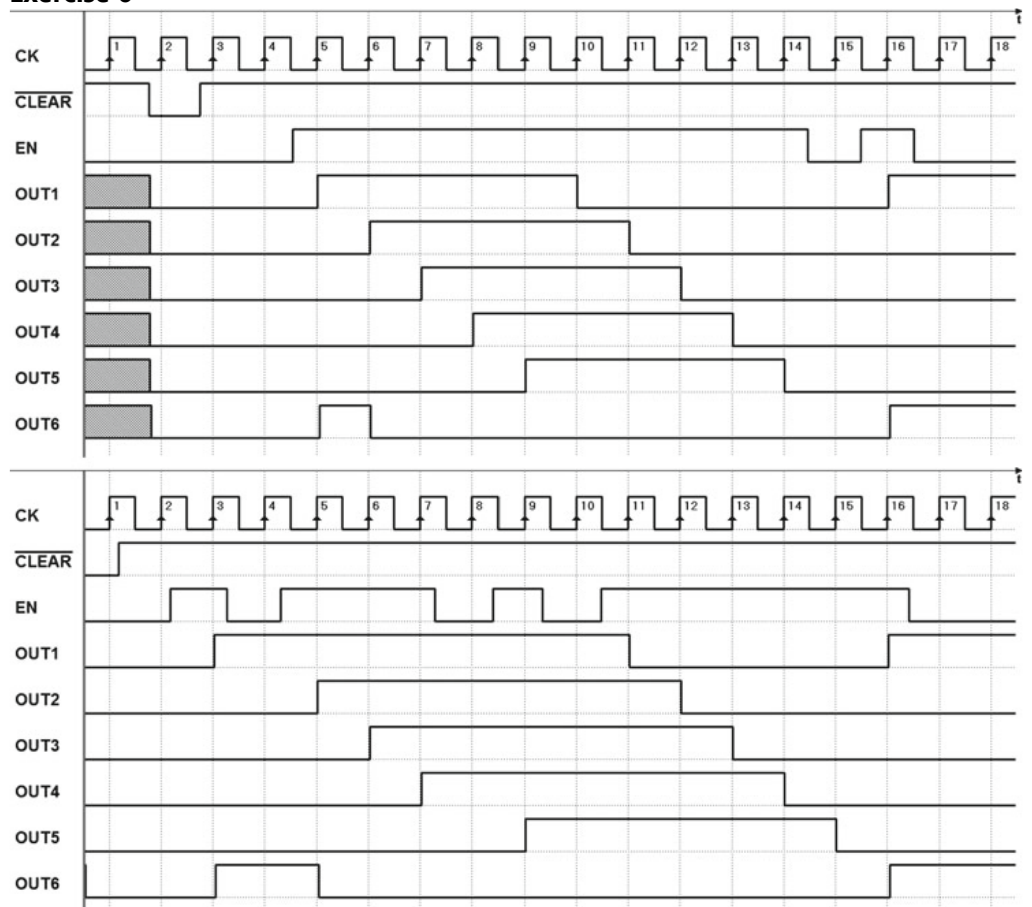 Exercise 6
t
CK 1 2 3 4 5 6 7 8 9 10 11 12 13 14 15 16 17 18
CLEAR
EN
OUT1
OUT2
OUT3
OUT4
OUT5
OUT6
t
CK 1 2 3 4 5 6 7 8 9 10 11 12 13 14 15 16 17 18
CLEAR
EN
OUT1
OUT2
OUT3
OUT4
OUT5
OUT6